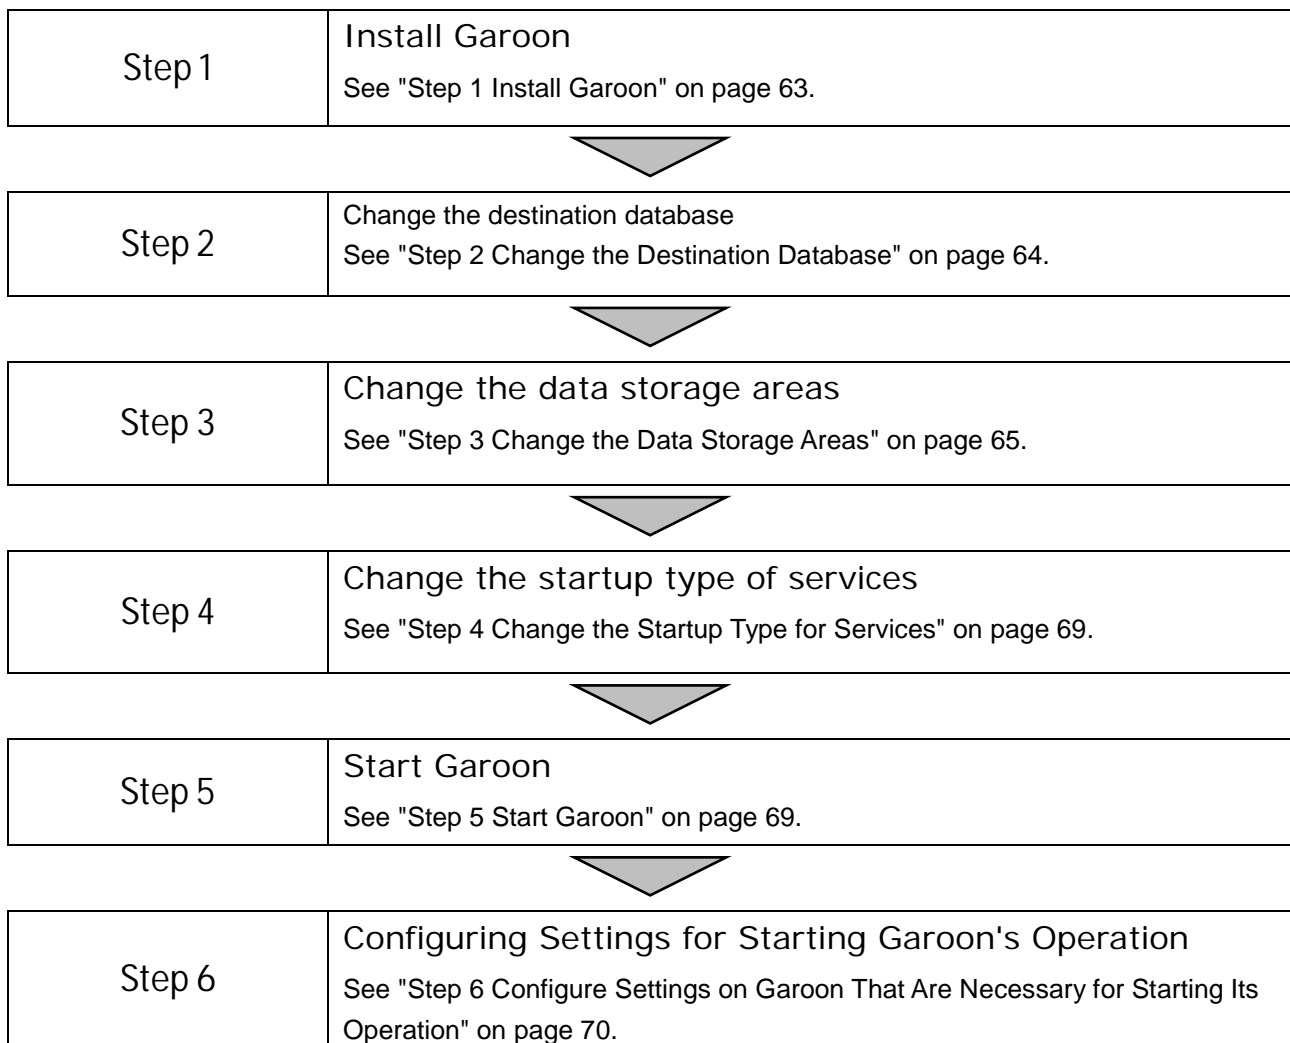 Step 1
Install Garoon
See "Step 1 Install Garoon" on page 63.
Step 2
Change the destination database
See "Step 2 Change the Destination Database" on page 64.
Step 3
Change the data storage areas
See "Step 3 Change the Data Storage Areas" on page 65.
Step 4
Change the startup type of services
See "Step 4 Change the Startup Type for Services" on page 69.
Step 5
Start Garoon
See "Step 5 Start Garoon" on page 69.
Step 6
Configuring Settings for Starting Garoon's Operation
See "Step 6 Configure Settings on Garoon That Are Necessary for Starting Its
Operation" on page 70.